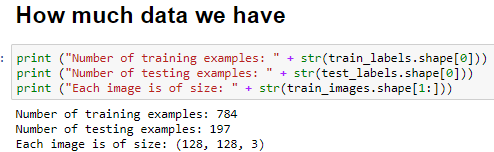 How much data we have
: print ("Number of training examples: " + str(train_labels.shape[0]))
print ("Number of testing examples: " + str(test_labels.shape[0]))
print ("Each image is of size: " + str(train_images.shape[1:]))
Number of training examples: 784
Number of testing examples: 197
Each image is of size: (128, 128, 3)